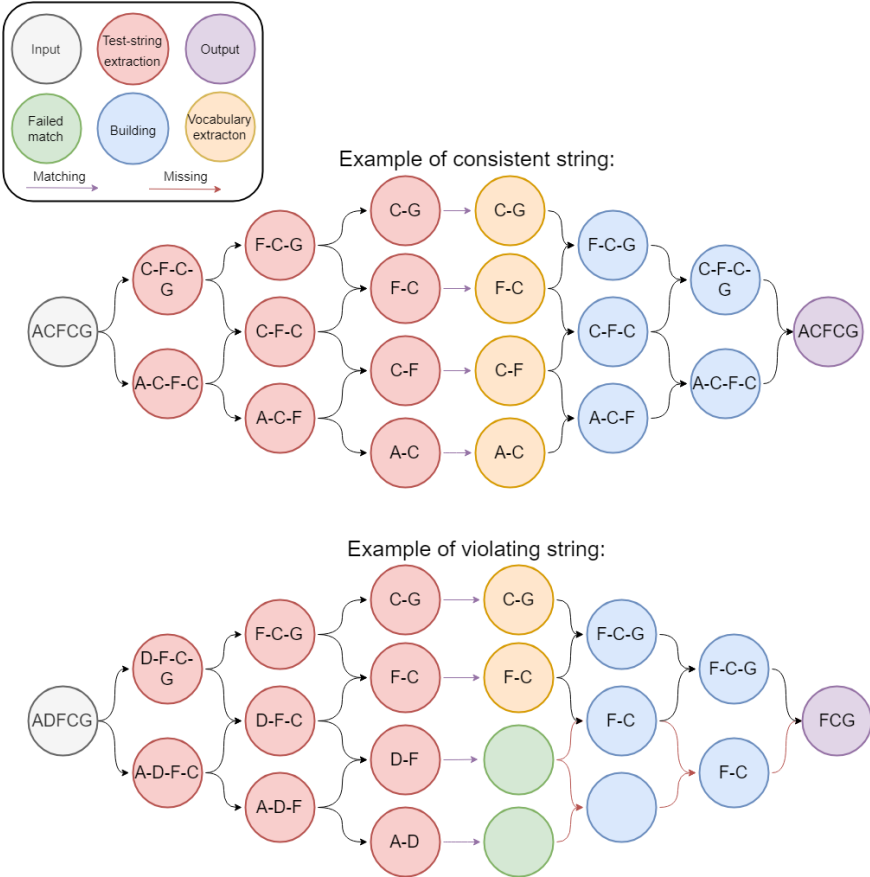 Input
Test-string
extraction
Output
Failed
match
Building
Vocabulary
extracton
Matching
Missing
Example of consistent string:
ACFCG
C-F-C-
G
A-C-F-C
F-C-G
C-F-C
A-C-F
C-G
F-C
C-F
A-C
C-G
F-C
C-F
A-C
F-C-G
C-F-C
A-C-F
C-F-C-
G
A-C-F-C
ACFCG
Example of violating string:
ADFCG
D-F-C-
G
A-D-F-C
F-C-G
D-F-C
A-D-F
C-G
F-C
D-F
A-D
C-G
F-C
F-C-G
F-C
F-C-G
F-C
FCG